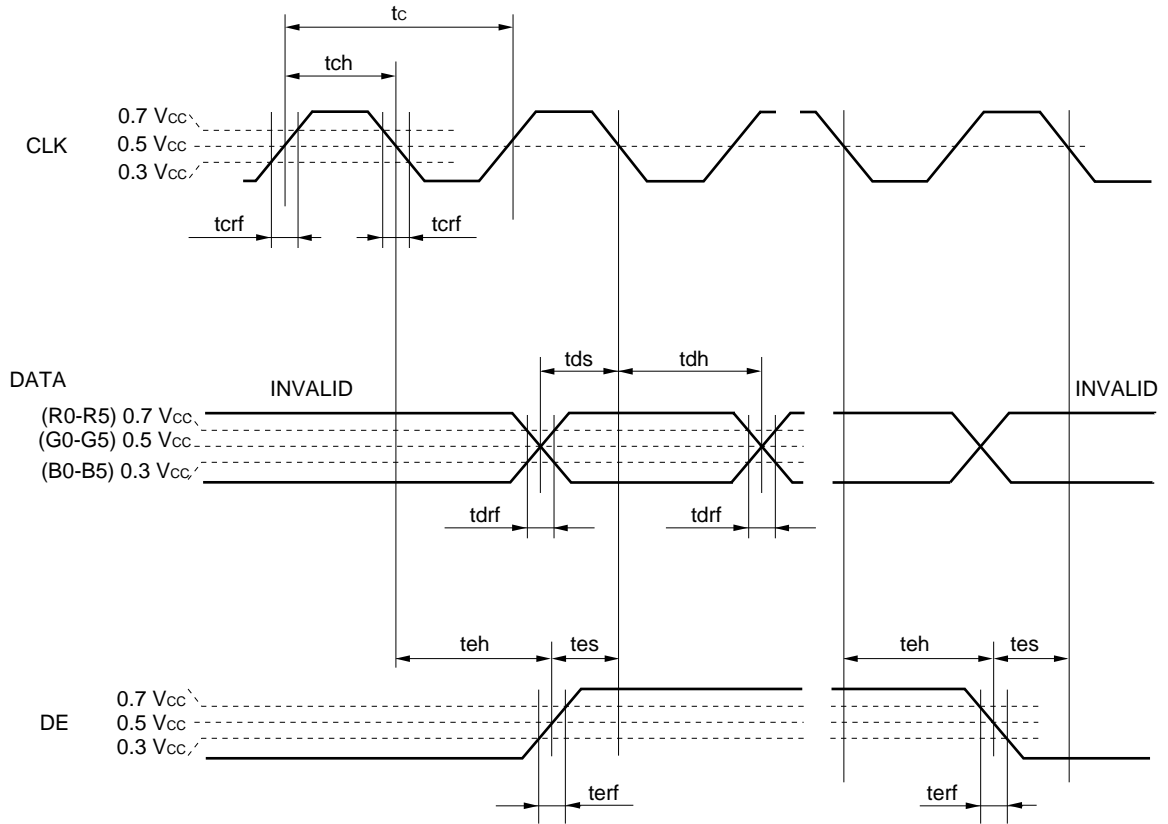 tc
tch
0.7 Vcc
CLK
0.5 Vcc
0.3 Vcc
tcrf
tcrf
tds
tdh
DATA
INVALID
INVALID
(R0-R5) 0.7 Vcc
(G0-G5) 0.5 Vcc
(B0-B5) 0.3 Vcc
tdrf
tdrf
teh
tes
teh
tes
0.7 Vcc
DE
0.5 Vcc
0.3 Vcc
terf
terf